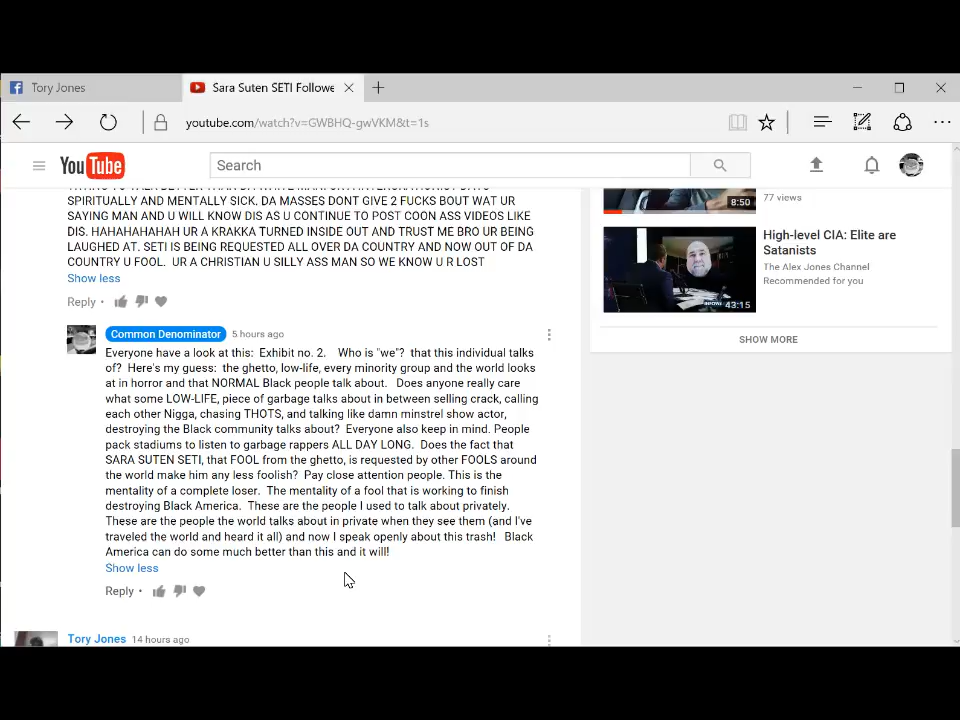 Tory Jones
Sara Suten SETI Followe
youtube.com/watch?v=GWBHQ-gwVKM&t=1s
YouTube
Search
SPIRITUALLY AND MENTALLY SICK. DA MASSES DONT GIVE 2 FUCKS BOUT WAT UR
SAYING MAN AND U WILL KNOW DIS AS U CONTINUE TO POST COON ASS VIDEOS LIKE
DIS. HAHAHAHAHAH UR A KRAKKA TURNED INSIDE OUT AND TRUST ME BRO UR BEING
LAUGHED AT. SETI IS BEING REQUESTED ALL OVER DA COUNTRY AND NOW OUT OF DA
COUNTRY U FOOL. UR A CHRISTIAN U SILLY ASS MAN SO WE KNOW U R LOST
Show less
Reply
Common Denominator 5 hours ago
Everyone have a look at this: Exhibit no. 2. Who is "we"? that this individual talks
of? Here's my guess: the ghetto, low-life, every minority group and the world looks
at in horror and that NORMAL Black people talk about. Does anyone really care
what some LOW-LIFE, piece of garbage talks about in between selling crack, calling
each other Nigga, chasing THOTS, and talking like damn minstrel show actor,
destroying the Black community talks about? Everyone also keep in mind. People
pack stadiums to listen to garbage rappers ALL DAY LONG. Does the fact that
SARA SUTEN SETI, that FOOL from the ghetto, is requested by other FOOLS around
the world make him any less foolish? Pay close attention people. This is the
mentality of a complete loser. The mentality of a fool that is working to finish
destroying Black America. These are the people I used to talk about privately.
These are the people the world talks about in private when they see them (and I've
traveled the world and heard it all) and now I speak openly about this trash! Black
America can do some much better than this and it will!
Show less
Reply
Tory Jones 14 hours ago
8:50
77 views
43:15
High-level CIA: Elite are
Satanists
The Alex Jones Channel
Recommended for you
SHOW MORE